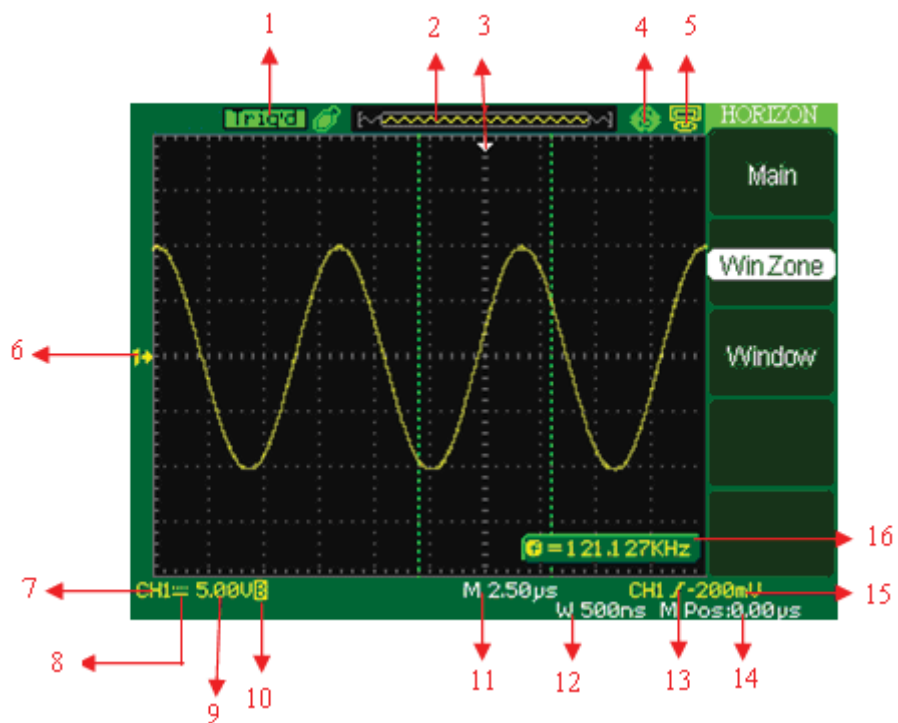 1 2 3 4 5
Trig'd S HORIZON
Main
Win Zone
6 1
Window
f = 121.127KHz 16
7 CH1 5.00V B M 2.50µs CH1 -200mV 15
W 500ns M Pos:0.00µs
8 9 10 11 12 13 14